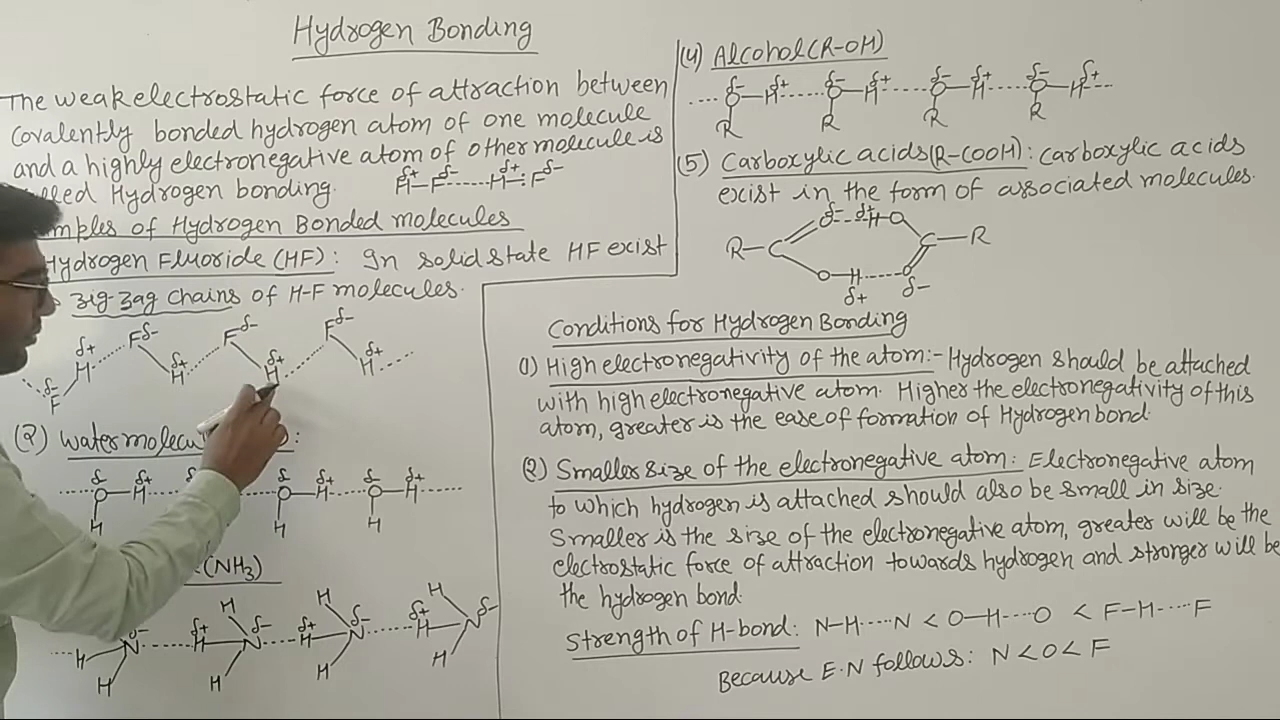 Hydrogen Bonding
The weak electrostatic force of attraction between
covalently bonded hydrogen atom of one molecule
and a highly electronegative atom of other molecule is
lled Hydrogen bonding. δ+ H–F δ- ...... δ+ H–:F δ-
mples of Hydrogen Bonded molecules
Hydrogen Fluoride (HF): In solid state HF exist
zig zag chains of H-F molecules.
F δ- F δ- F δ-
δ+ H δ+ H δ+ H δ+ H
δ- F
(2) Water molecu :
δ- O–H δ+ δ- O–H δ+ δ- O–H δ+
H H H
(NH3)
H H H
H N δ- δ+ H N δ- δ+ H N δ- δ+ H N δ-
H H H H
(4) Alcohol (R-OH)
δ- O–H δ+ ...... δ- O–H δ+ ...... δ- O–H δ+ ...... δ- O–H δ+
R R R R
(5) Carboxylic acids (R-COOH): Carboxylic acids
exist in the form of associated molecules.
O δ- --- δ+ H O
R–C C–R
O–H ...... O
δ+ δ-
Conditions for Hydrogen Bonding
1) High electronegativity of the atom:- Hydrogen should be attached
with high electronegative atom. Higher the electronegativity of this
atom, greater is the ease of formation of Hydrogen bond.
(2) Smaller size of the electronegative atom: Electronegative atom
to which hydrogen is attached should also be small in size.
Smaller is the size of the electronegative atom, greater will be the
electrostatic force of attraction towards hydrogen and stronger will be
the hydrogen bond.
Strength of H-bond: N–H·····N < O–H·····O < F–H·····F
Because E.N follows: N < O < F